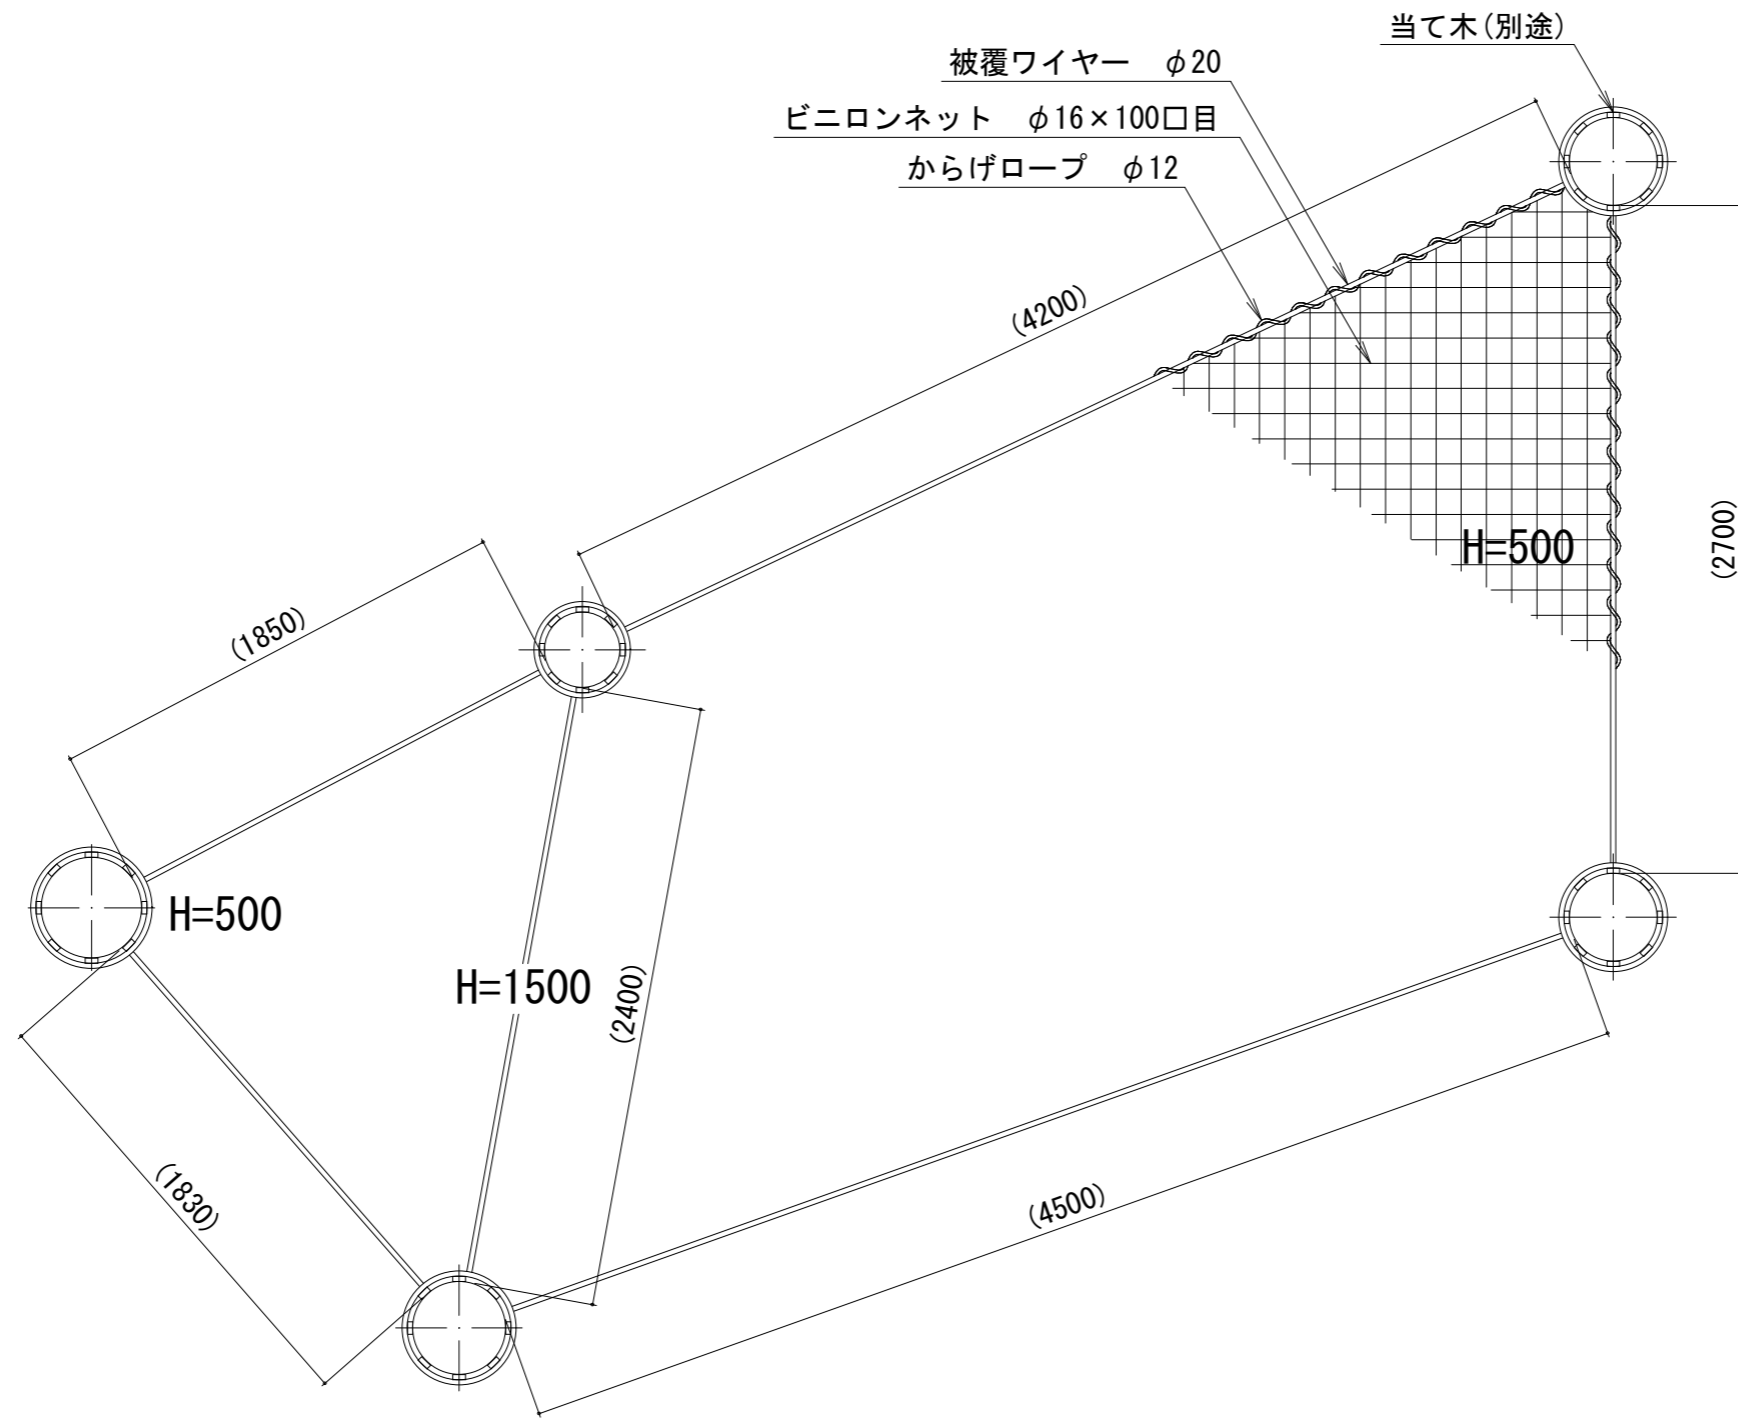 当て木(別途)
被覆ワイヤー φ20
ビニロンネット φ16×100口目
からげロープ φ12
(4200)
(2700)
H=500
(1850)
H=500
H=1500
(2400)
(1830)
(4500)